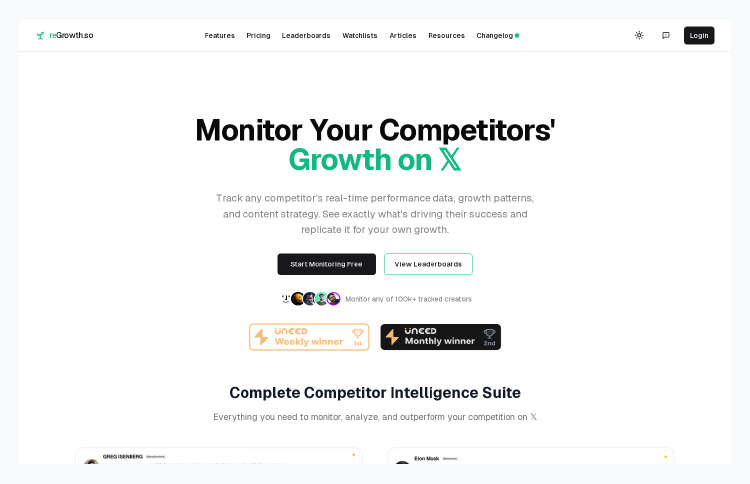 reGrowth.so
Features Pricing Leaderboards Watchlists Articles Resources Changelog
Login
Monitor Your Competitors'
Growth on 𝕏
Track any competitor's real-time performance data, growth patterns,
and content strategy. See exactly what's driving their success and
replicate it for your own growth.
Start Monitoring Free
View Leaderboards
Monitor any of 100k+ tracked creators
UNEED
Weekly winner
1st
UNEED
Monthly winner
2nd
Complete Competitor Intelligence Suite
Everything you need to monitor, analyze, and outperform your competition on 𝕏
GREG ISENBERG
Elon Musk